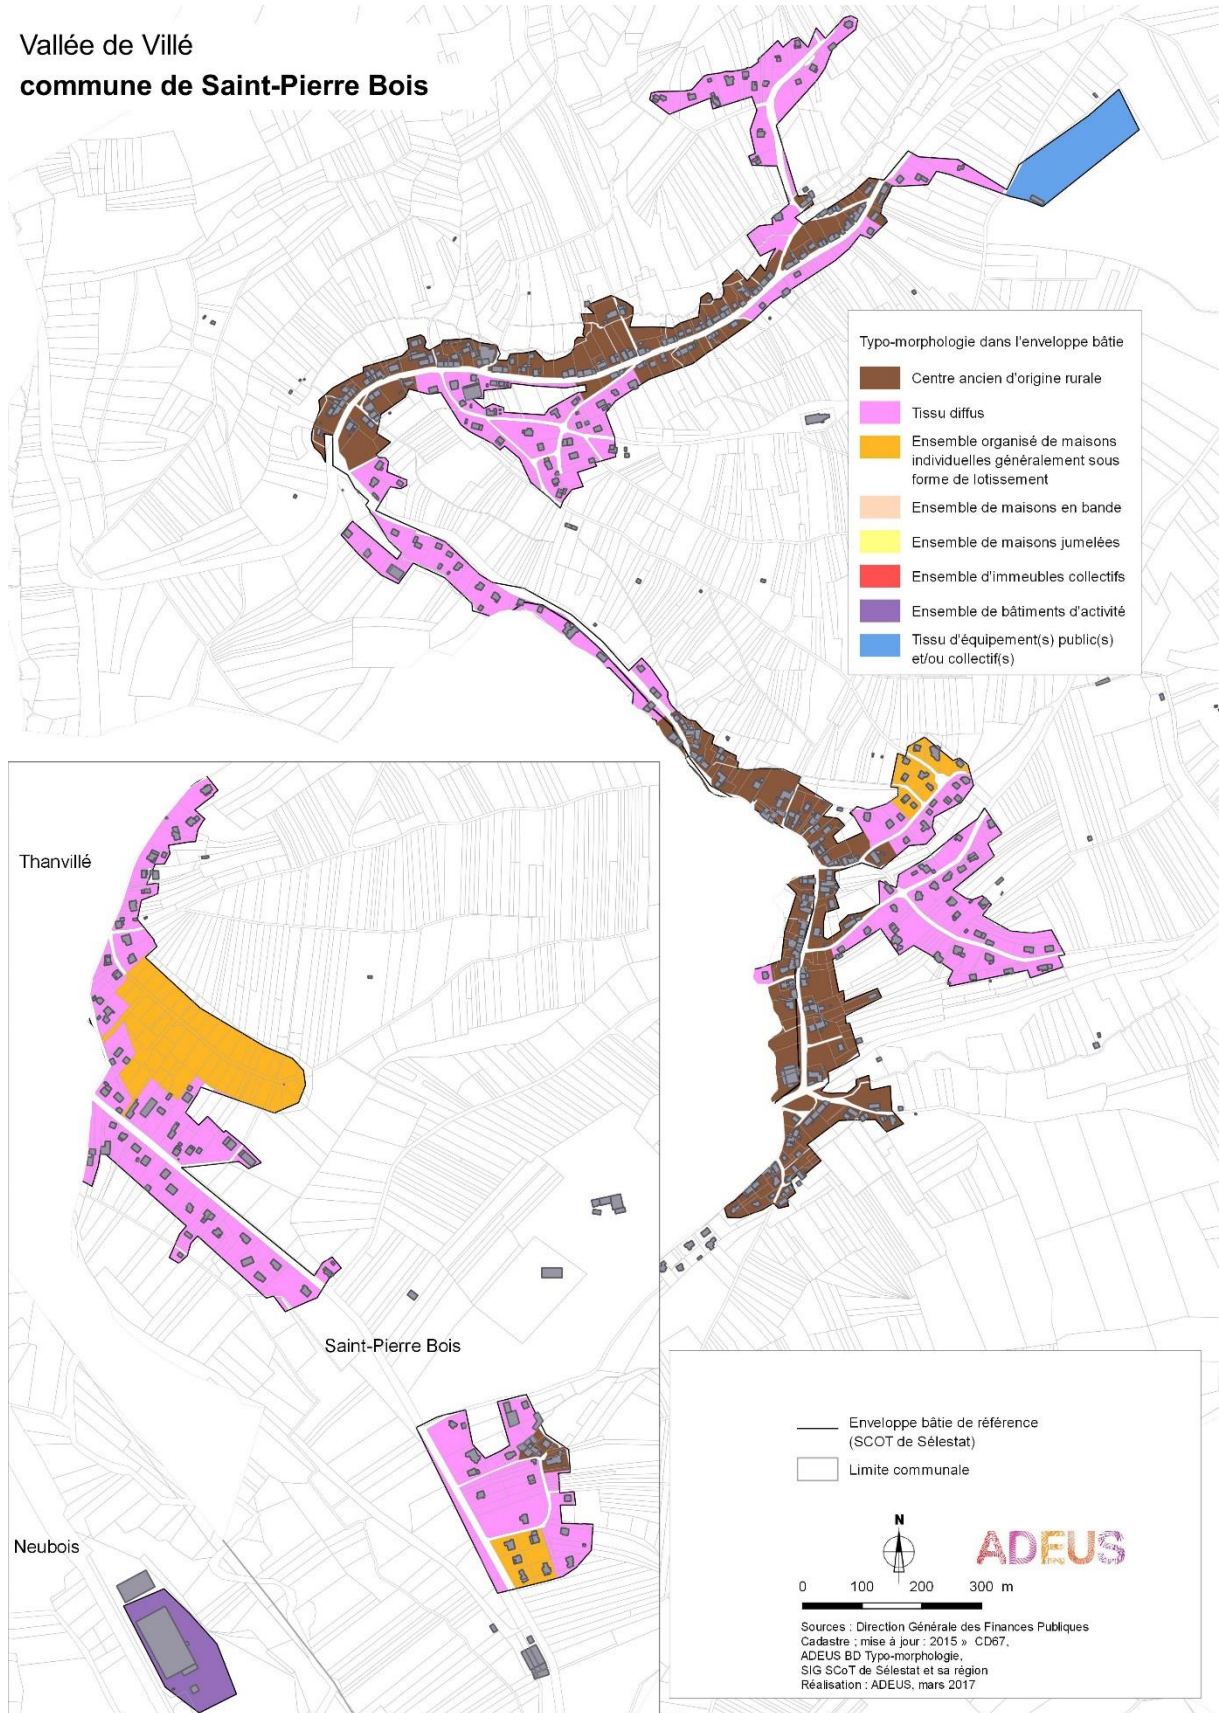 Vallée de Villé
commune de Saint-Pierre Bois
Typo-morphologie dans l'enveloppe bâtie
Centre ancien d'origine rurale
Tissu diffus
Ensemble organisé de maisons
individuelles généralement sous
forme de lotissement
Ensemble de maisons en bande
Ensemble de maisons jumelées
Ensemble d'immeubles collectifs
Ensemble de bâtiments d'activité
Tissu d'équipement(s) public(s)
et/ou collectif(s)
Thanvillé
Saint-Pierre Bois
Neubois
Enveloppe bâtie de référence
(SCOT de Sélestat)
Limite communale
N
ADEUS
0 100 200 300 m
Sources : Direction Générale des Finances Publiques
Cadastre ; mise à jour : 2015 » CD67,
ADEUS BD Typo-morphologie,
SIG SCoT de Sélestat et sa région
Réalisation : ADEUS, mars 2017